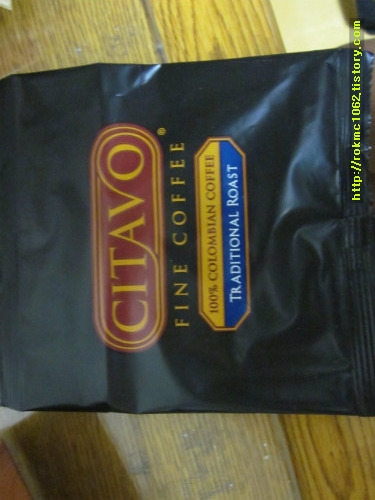 CITAVO
®
FINE COFFEE
100% COLOMBIAN COFFEE
TRADITIONAL ROAST
http://rokmc1062.tistory.com